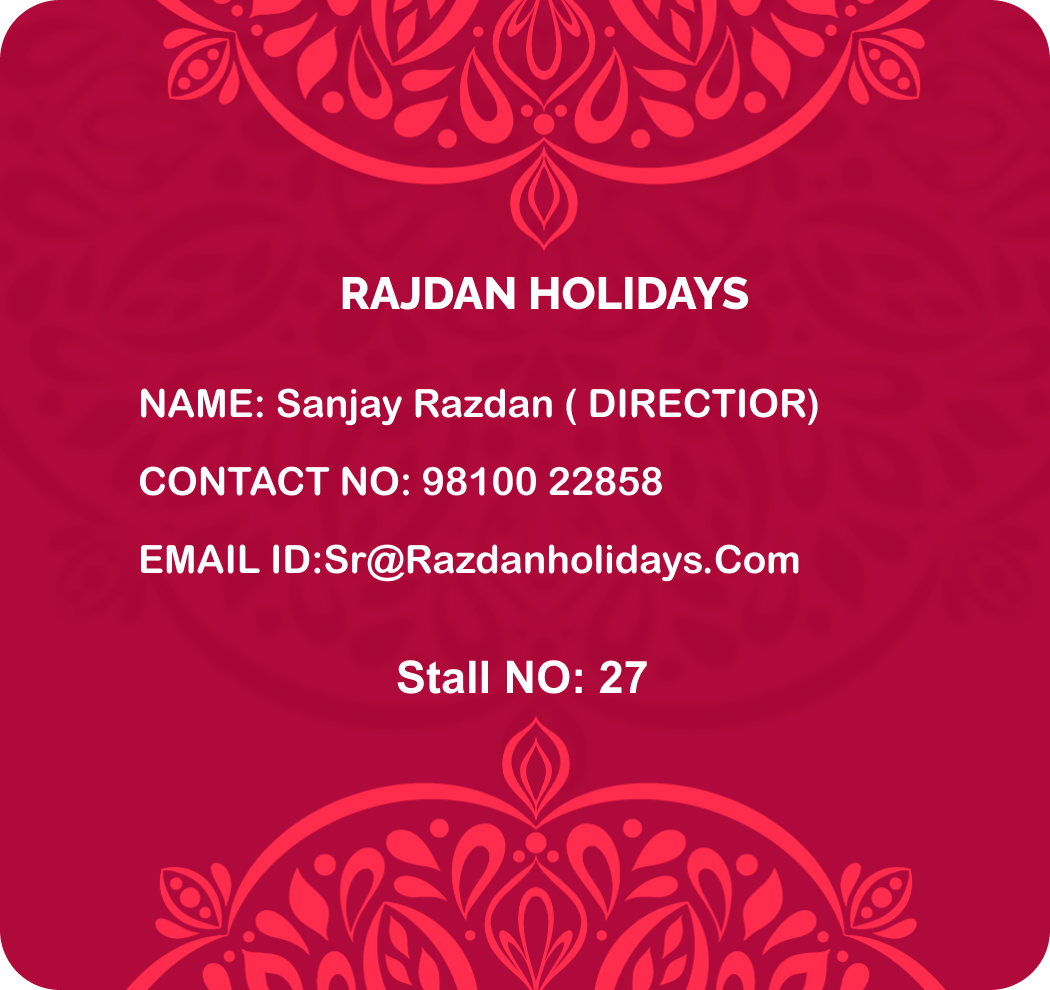 RAJDAN HOLIDAYS
NAME: Sanjay Razdan ( DIRECTIOR)
CONTACT NO: 98100 22858
EMAIL ID:Sr@Razdanholidays.Com
Stall NO: 27